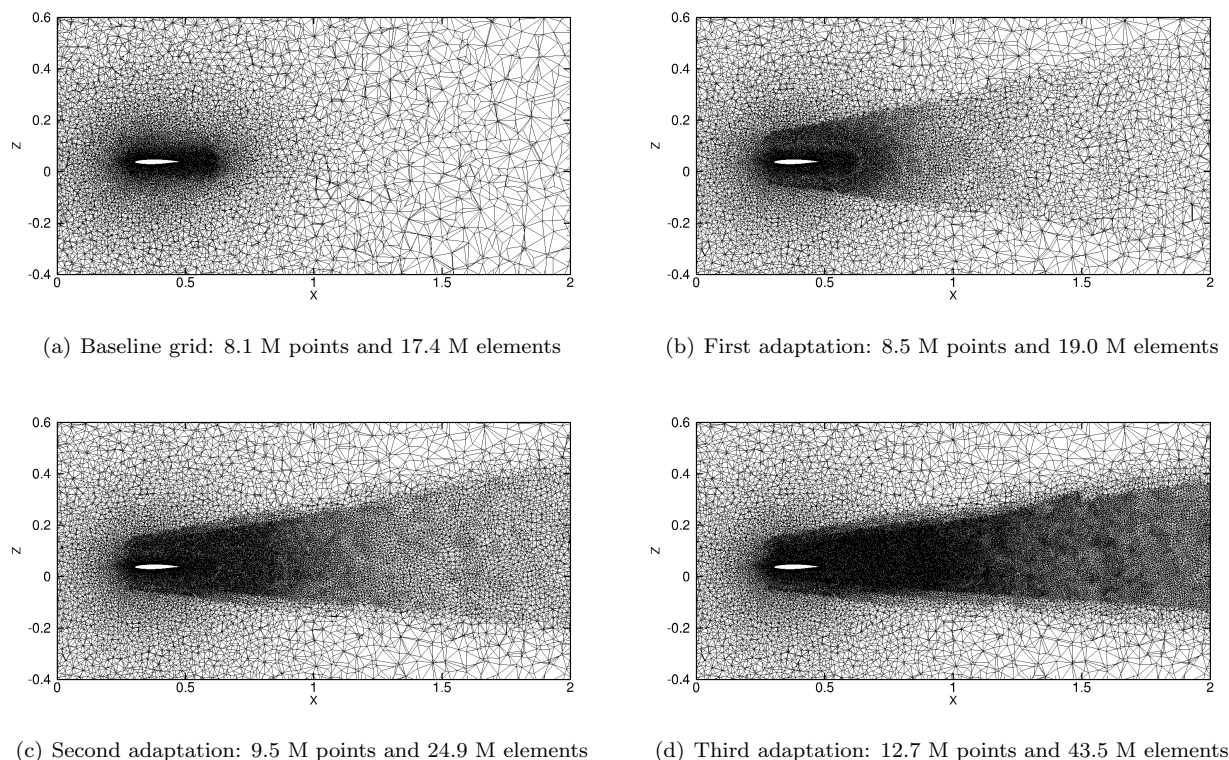 0.6
0.4
0.2
0
-0.2
-0.4
Z
0 0.5 1 1.5 2
X
(a) Baseline grid: 8.1 M points and 17.4 M elements
0.6
0.4
0.2
0
-0.2
-0.4
Z
0 0.5 1 1.5 2
X
(b) First adaptation: 8.5 M points and 19.0 M elements
0.6
0.4
0.2
0
-0.2
-0.4
Z
0 0.5 1 1.5 2
X
(c) Second adaptation: 9.5 M points and 24.9 M elements
0.6
0.4
0.2
0
-0.2
-0.4
Z
0 0.5 1 1.5 2
X
(d) Third adaptation: 12.7 M points and 43.5 M elements